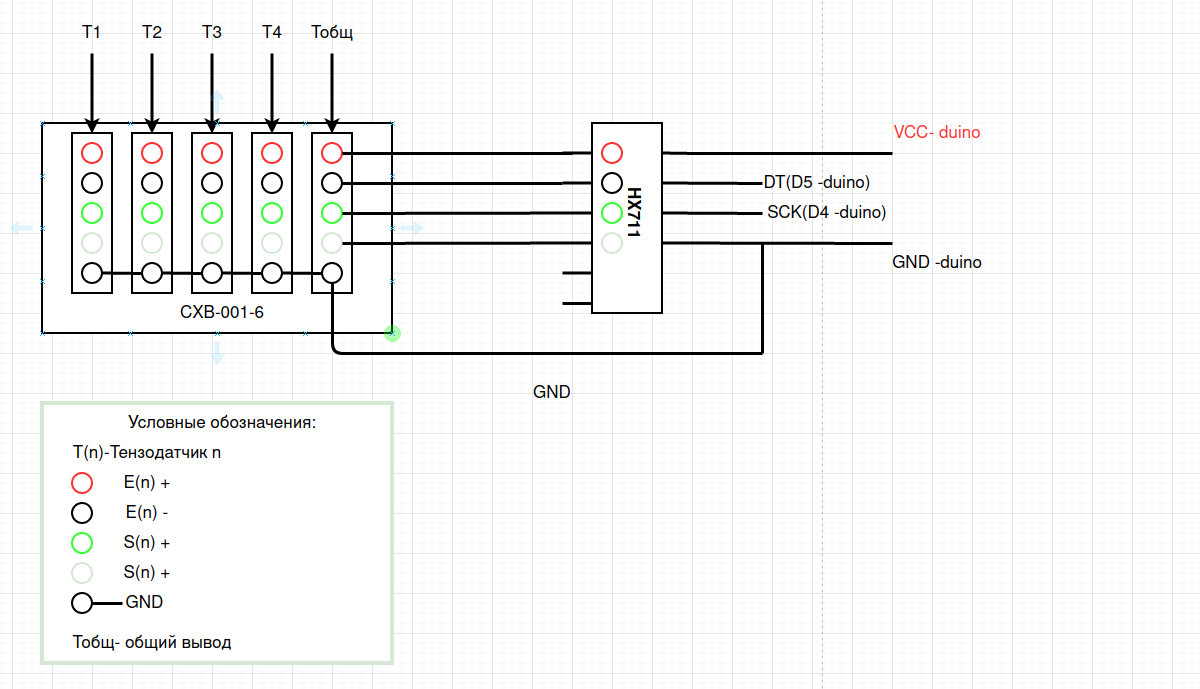 T1
T2
T3
T4
Тобщ
VCC- duino
DT(D5 -duino)
SCK(D4 -duino)
GND -duino
HX711
СХВ-001-6
GND
Условные обозначения:
T(n)-Тензодатчик n
E(n) +
E(n) -
S(n) +
S(n) +
GND
Тобщ- общий вывод